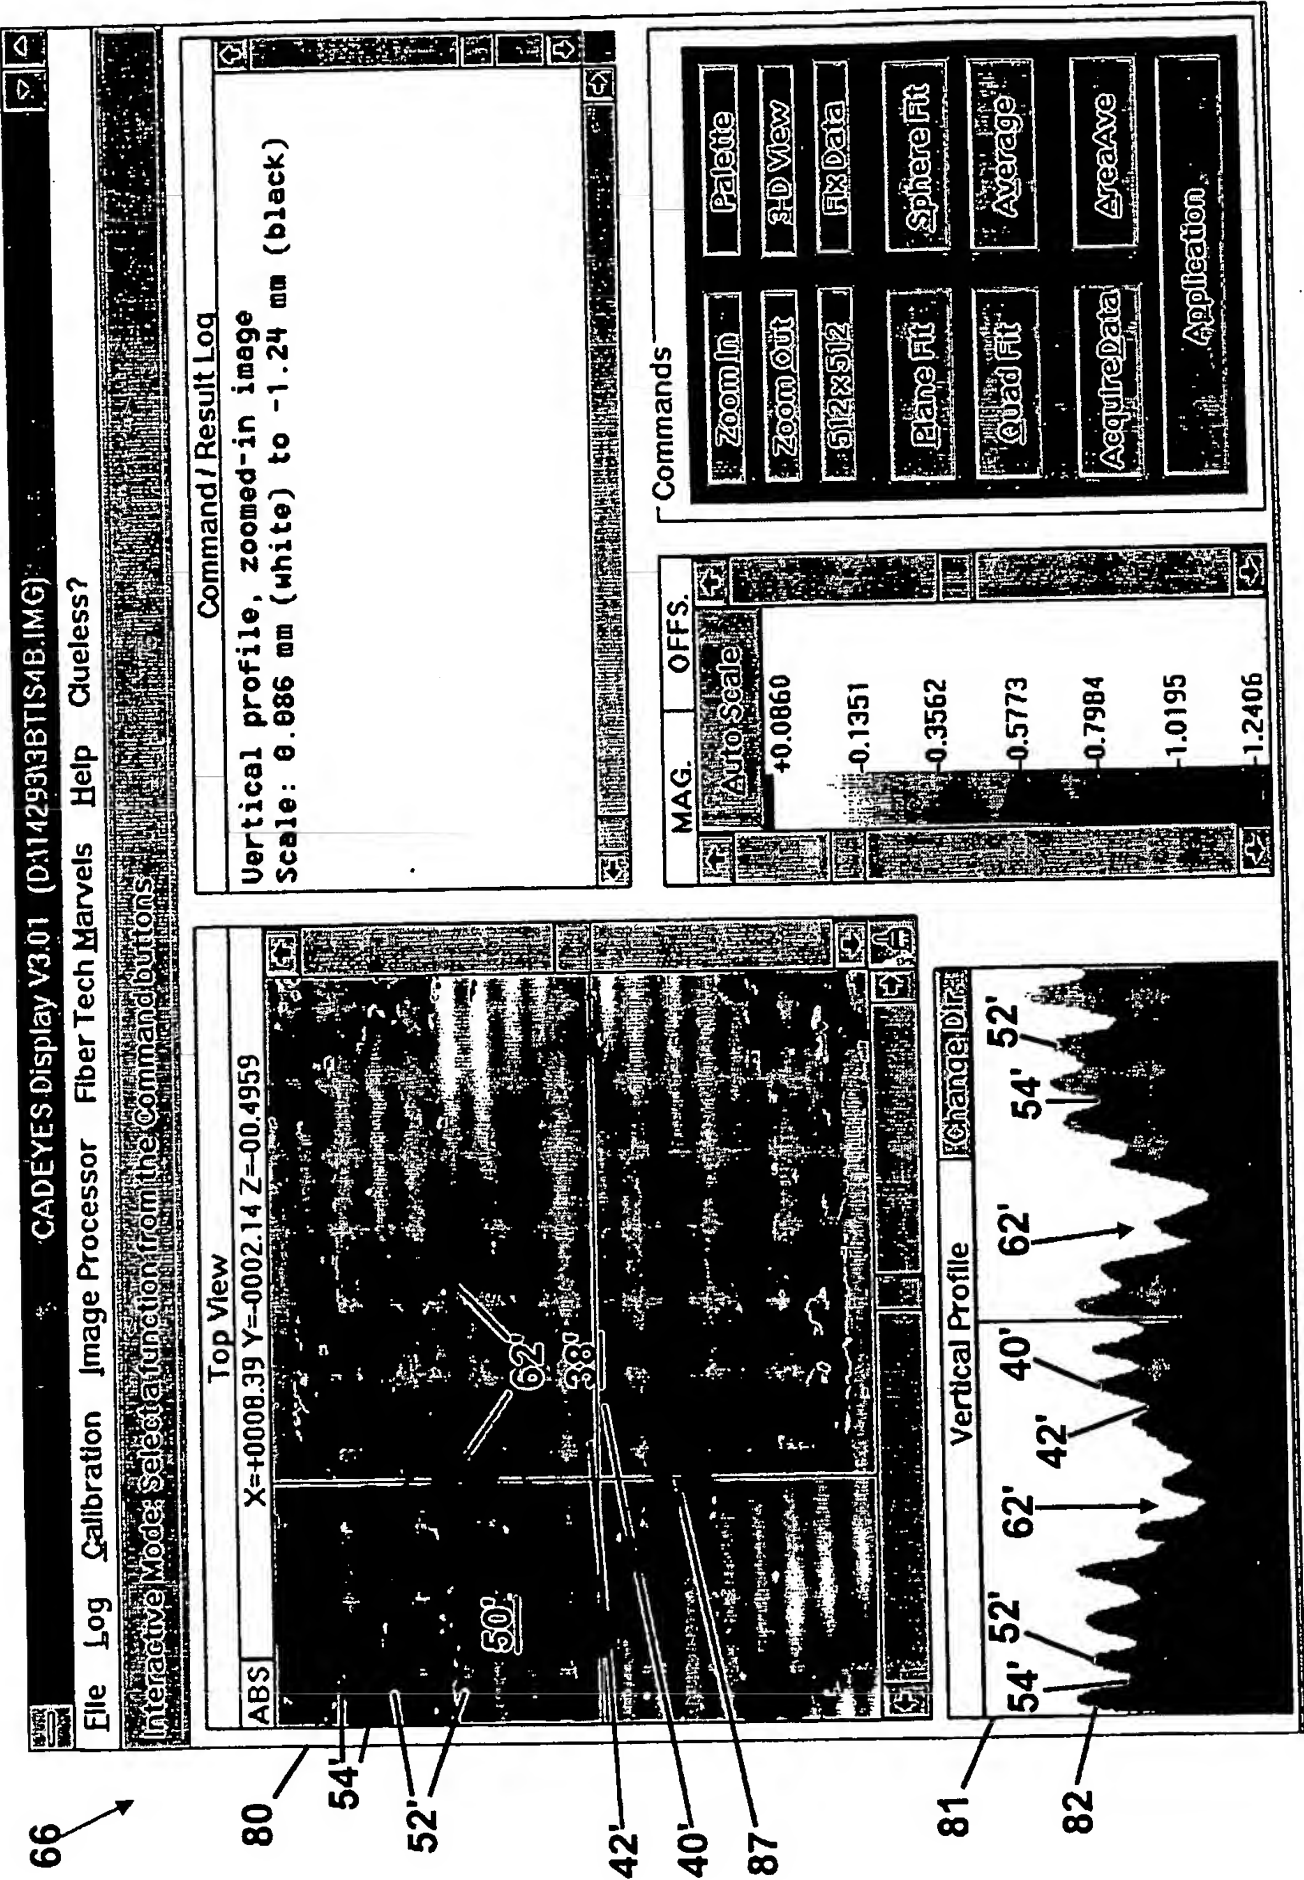 CADEYES Display V3.01 (D:\11293\3BTIS4B.IMG)
File Log Calibration Image Processor Fiber Tech Marvels Help Clueless?
Interactive Mode: Select a function from the Command buttons
Top View
ABS X=+0008.39 Y=-0002.14 Z=-00.4959
50'
62'
38'
Command / Result Log
Vertical profile, zoomed-in image
Scale: 0.086 mm (white) to -1.24 mm (black)
Vertical Profile Change Dir.
54' 52'
62'
42'
40'
62'
54'
52'
MAG. OFFS.
Auto Scale
+0.0860
-0.1351
-0.3562
-0.5773
-0.7984
-1.0195
-1.2406
Commands
Zoom In Palette
Zoom Out 3-D View
512 x 512 Fix Data
Plane Fit Sphere Fit
Quad Fit Average
Acquire Data AreaAve
Application
66
80
54'
52'
42'
40'
87
81
82